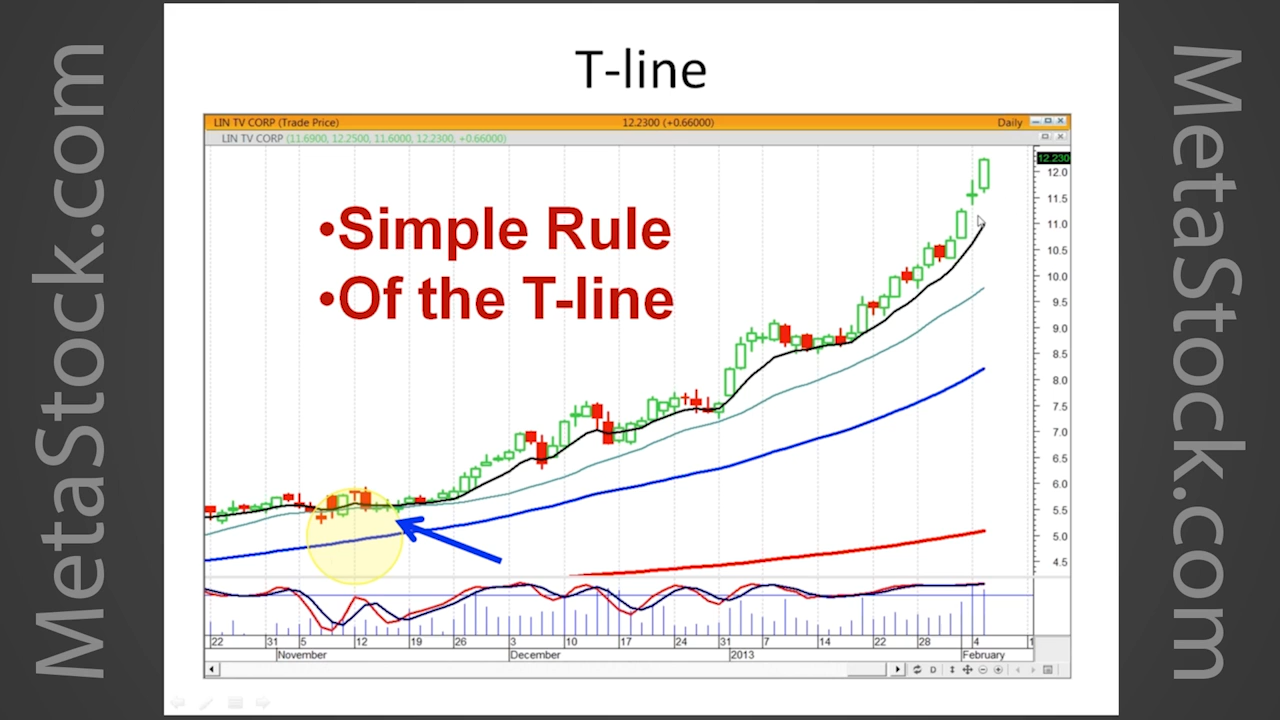 MetaStock.com
T-line
LIN TV CORP (Trade Price) 12.2300 (+0.66000) Daily
LIN TV CORP (11.6900, 12.2500, 11.6000, 12.2300, +0.66000)
12.230
12.0
•Simple Rule
•Of the T-line
11.5
11.0
10.5
10.0
9.5
9.0
8.5
8.0
7.5
7.0
6.5
6.0
5.5
5.0
4.5
22 31 5 12 19 26 3 10 17 24 31 7 14 22 28 4 1
November December 2013 February
D
MetaStock.com